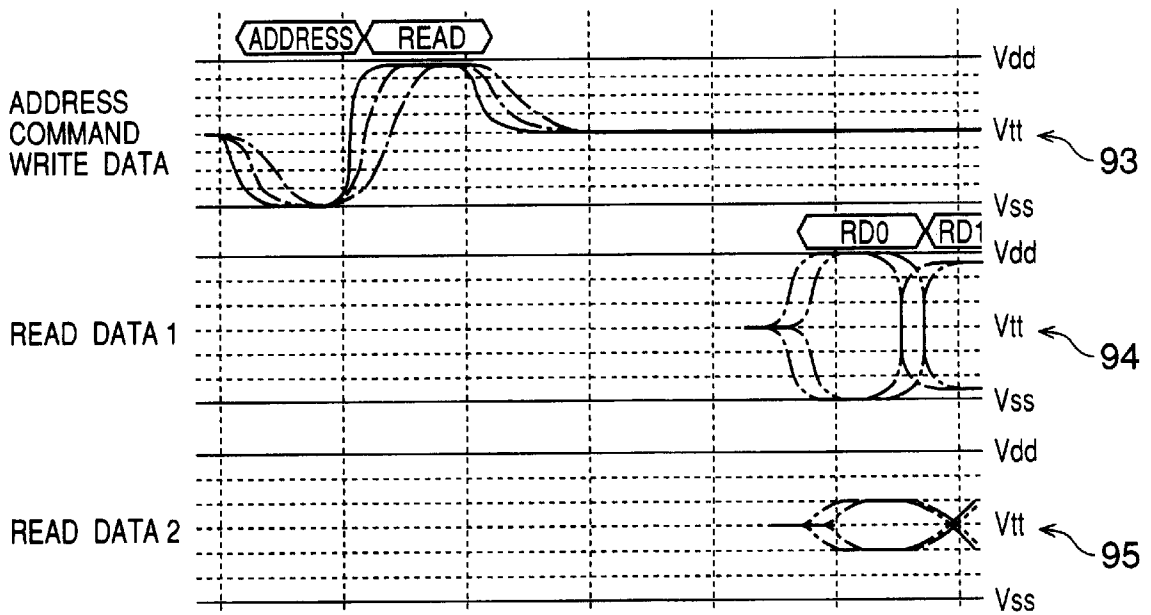 ADDRESS READ
Vdd
ADDRESS
COMMAND
WRITE DATA
Vtt 93
Vss
RD0 RD1
Vdd
READ DATA 1
Vtt 94
Vss
Vdd
READ DATA 2
Vtt 95
Vss